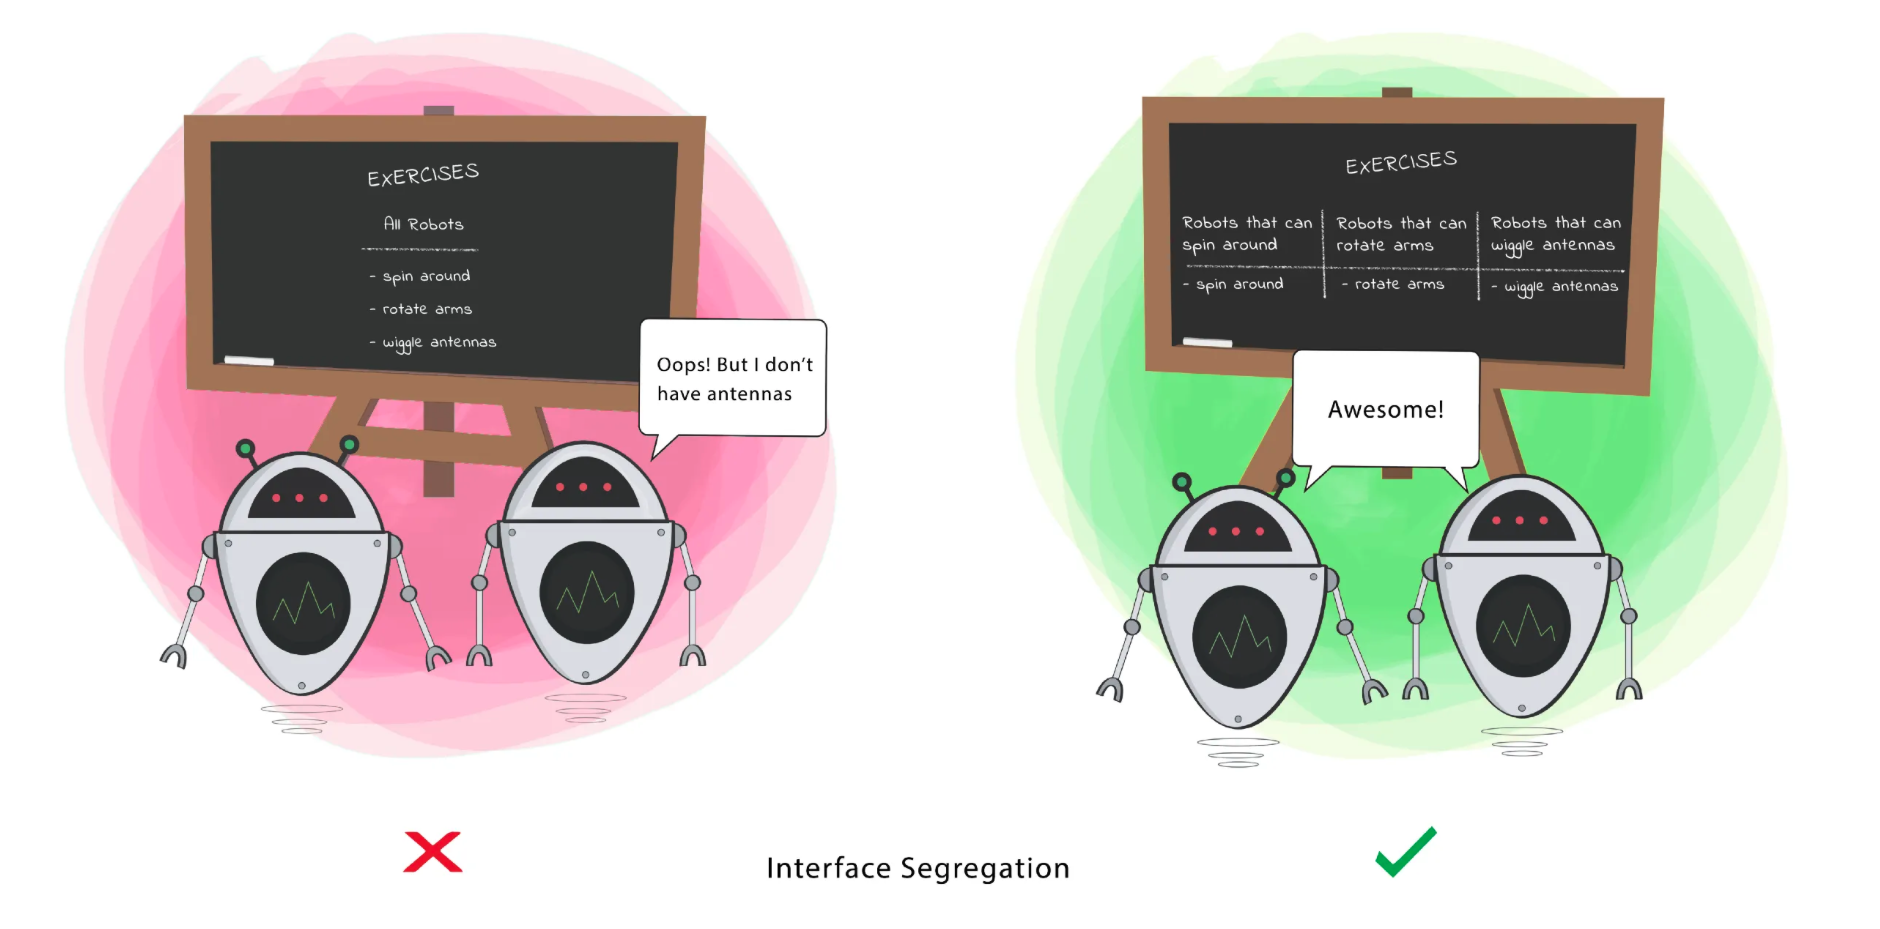 EXERCISES
All Robots
- spin around
- rotate arms
- wiggle antennas
Oops! But I don't
have antennas
EXERCISES
Robots that can
spin around
- spin around
Robots that can
rotate arms
- rotate arms
Robots that can
wiggle antennas
- wiggle antennas
Awesome!
Interface Segregation